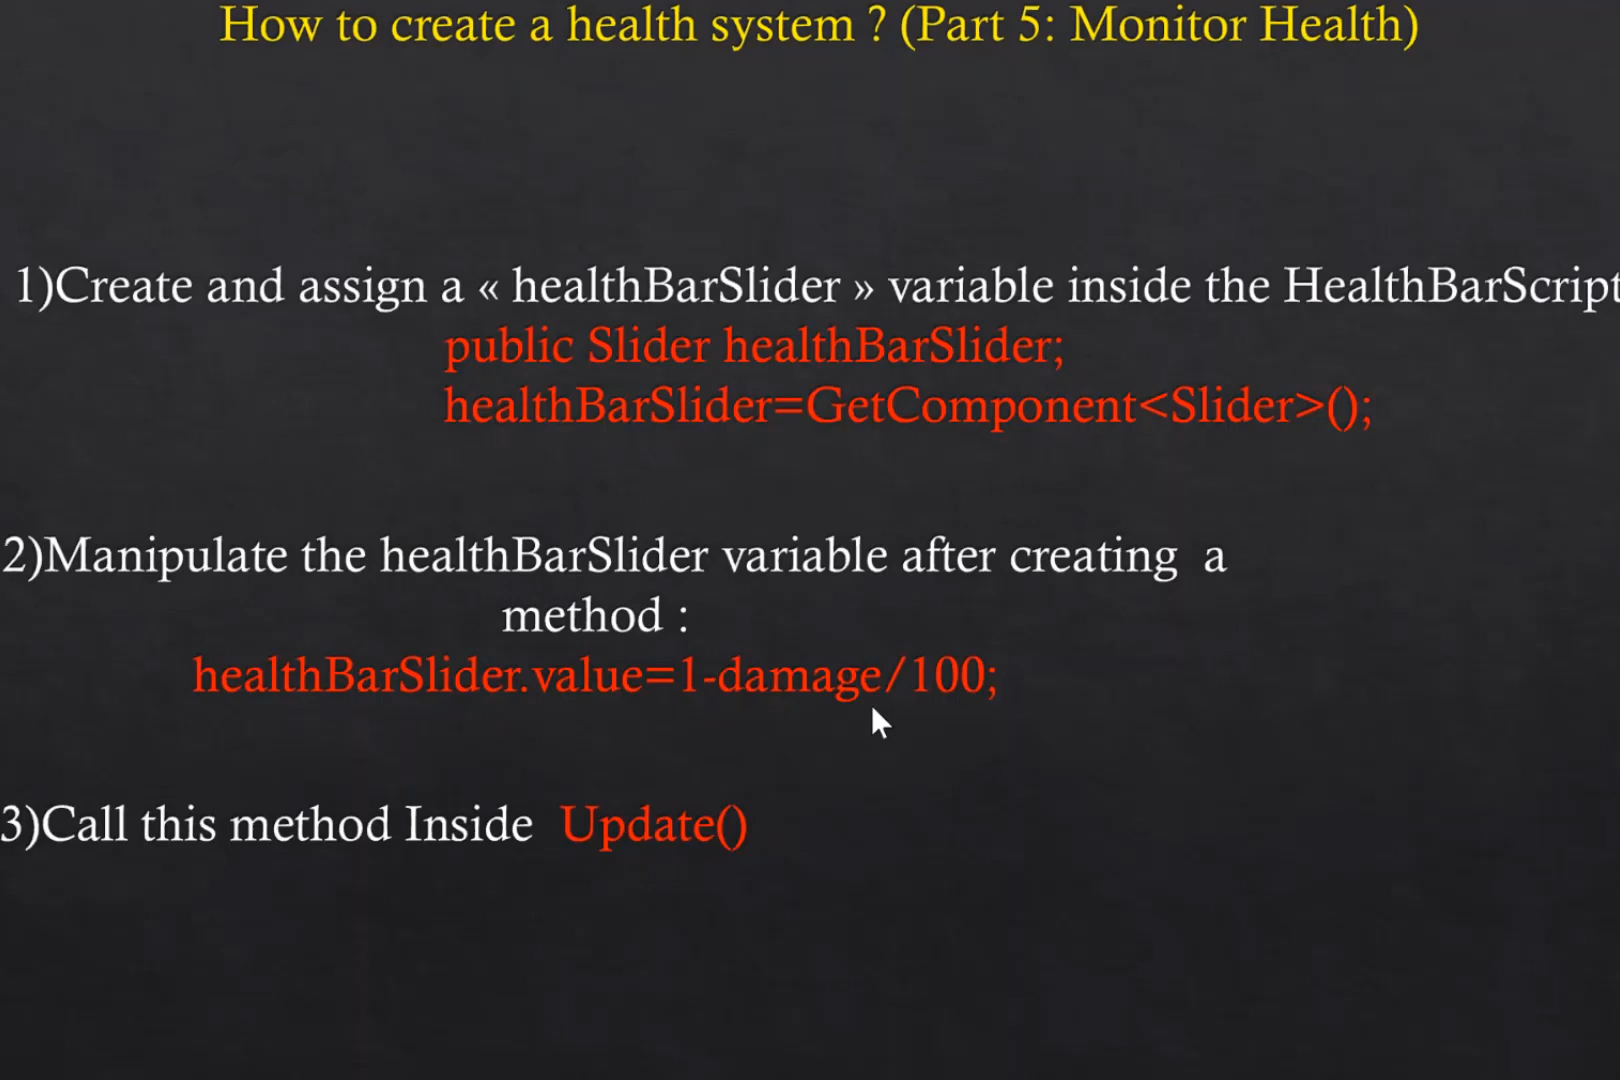 How to create a health system ? (Part 5: Monitor Health)
1)Create and assign a « healthBarSlider » variable inside the HealthBarScript
public Slider healthBarSlider;
healthBarSlider=GetComponent<Slider>();
2)Manipulate the healthBarSlider variable after creating a
method :
healthBarSlider.value=1-damage/100;
3)Call this method Inside Update()